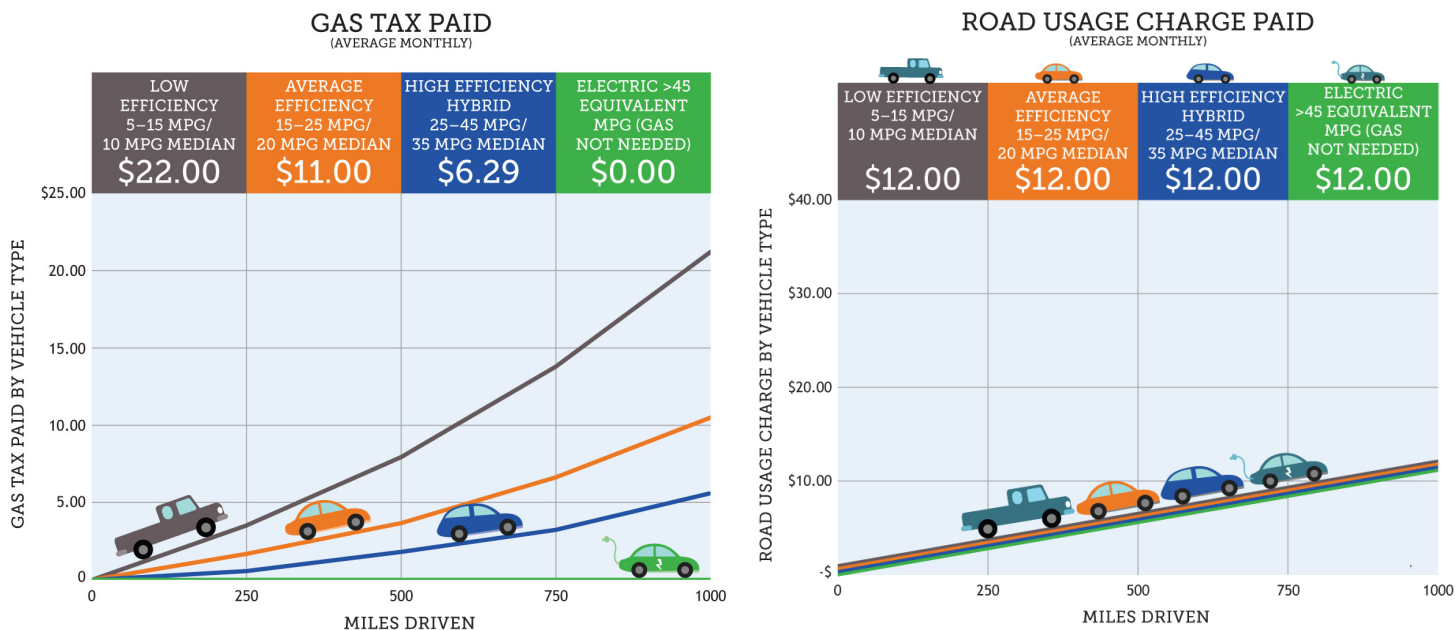 GAS TAX PAID
(AVERAGE MONTHLY)
LOW
EFFICIENCY
5–15 MPG/
10 MPG MEDIAN
$22.00
AVERAGE
EFFICIENCY
15–25 MPG/
20 MPG MEDIAN
$11.00
HIGH EFFICIENCY
HYBRID
25–45 MPG/
35 MPG MEDIAN
$6.29
ELECTRIC >45
EQUIVALENT
MPG (GAS
NOT NEEDED)
$0.00
GAS TAX PAID BY VEHICLE TYPE
$25.00
20.00
15.00
10.00
5.00
0
0
250
500
750
1000
MILES DRIVEN
ROAD USAGE CHARGE PAID
(AVERAGE MONTHLY)
LOW EFFICIENCY
5–15 MPG/
10 MPG MEDIAN
$12.00
AVERAGE
EFFICIENCY
15–25 MPG/
20 MPG MEDIAN
$12.00
HIGH EFFICIENCY
HYBRID
25–45 MPG/
35 MPG MEDIAN
$12.00
ELECTRIC
>45 EQUIVALENT
MPG (GAS
NOT NEEDED)
$12.00
ROAD USAGE CHARGE BY VEHICLE TYPE
$40.00
$30.00
$20.00
$10.00
-$
0
250
500
750
1000
MILES DRIVEN